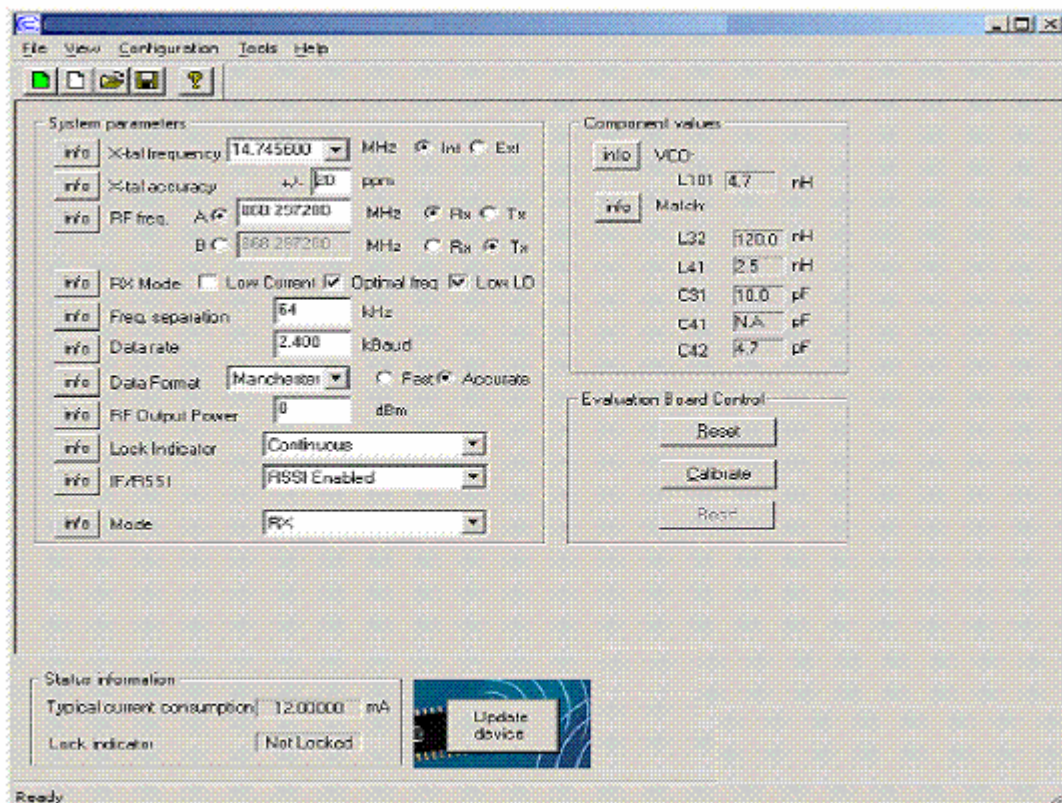 File View Configuration Tools Help
System parameters
info X-tal frequency 14.745600 MHz Int Ext
info X-tal accuracy +/- 20 ppm
info RF freq. A 868.297200 MHz Rx Tx
B 868.297200 MHz Rx Tx
info RX Mode Low Current Optimal freq Low LO
info Freq. separation 64 kHz
info Data rate 2.400 kBaud
info Data Format Manchester Fast Accurate
info RF Output Power 0 dBm
info Lock Indicator Continuous
info IF/RSSI RSSI Enabled
info Mode RX
Component values
info VCO:
L101 4.7 nH
info Match:
L32 120.0 nH
L41 2.5 nH
C31 10.0 pF
C41 N.A. pF
C42 4.7 pF
Evaluation Board Control
Reset
Calibrate
Status information
Typical current consumption 12.00000 mA
Lock indicator Not Locked
Update
device
Ready